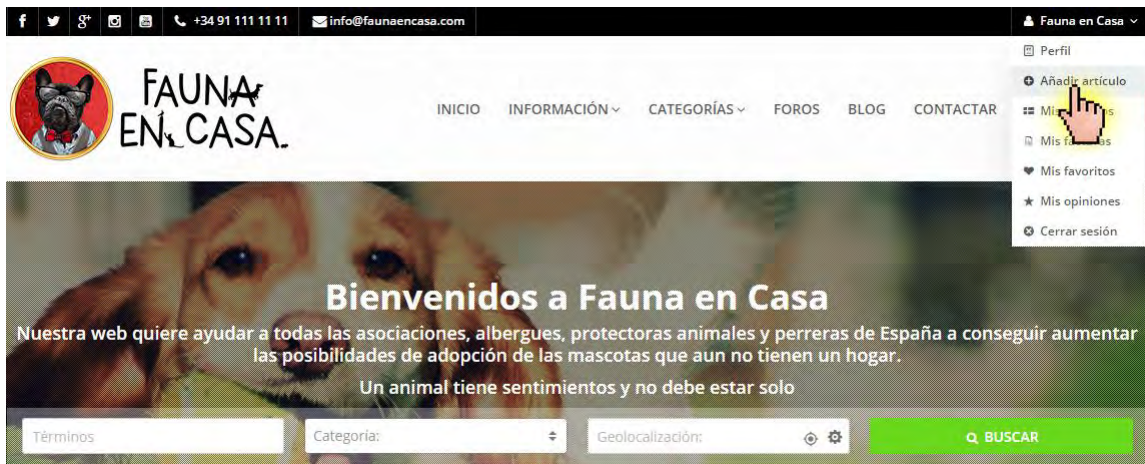 +34 91 111 11 11
info@faunaencasa.com
Fauna en Casa
Perfil
Añadir artículo
Mis
Mis
Mis favoritos
Mis opiniones
Cerrar sesión
FAUNA
EN CASA.
INICIO INFORMACIÓN CATEGORÍAS FOROS BLOG CONTACTAR
Bienvenidos a Fauna en Casa
Nuestra web quiere ayudar a todas las asociaciones, albergues, protectoras animales y perreras de España a conseguir aumentar
las posibilidades de adopción de las mascotas que aun no tienen un hogar.
Un animal tiene sentimientos y no debe estar solo
Términos
Categoría:
Geolocalización:
BUSCAR